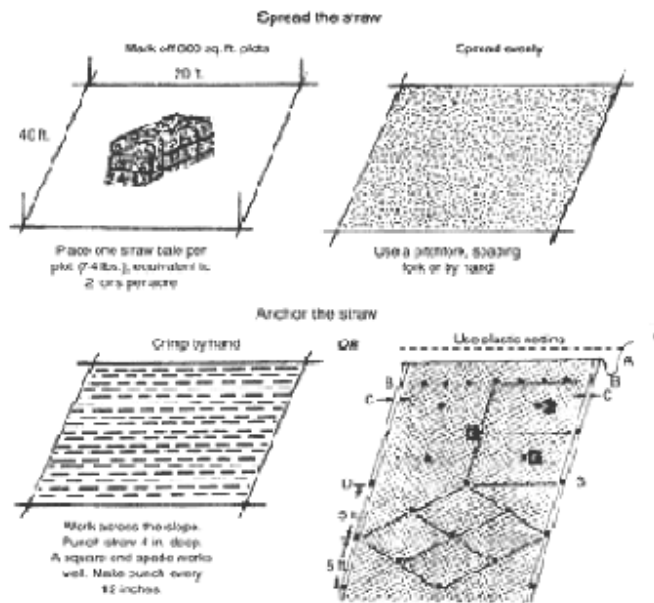 Spread the straw
Mark off 800 sq. ft. plots
20 ft.
Spread evenly
40 ft.
Place one straw bale per
plot (74 lbs.), equivalent to
2 tons per acre
Use a pitchfork, spading
fork or by hand
Anchor the straw
Crimp by hand
OR
Use plastic netting
A
B
B
C
C
5 ft.
Work across the slope.
Punch straw 4 in. deep.
A square end spade works
well. Make punch every
12 inches